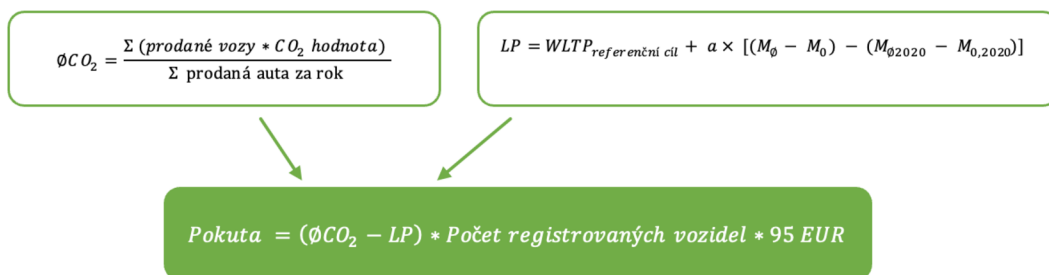 ØCO₂ = Σ (prodané vozy * CO₂ hodnota) / Σ prodaná auta za rok
LP = WLTP_referenční cíl + a × [(M_ø − M_0) − (M_ø2020 − M_0,2020)]
Pokuta = (ØCO₂ − LP) * Počet registrovaných vozidel * 95 EUR